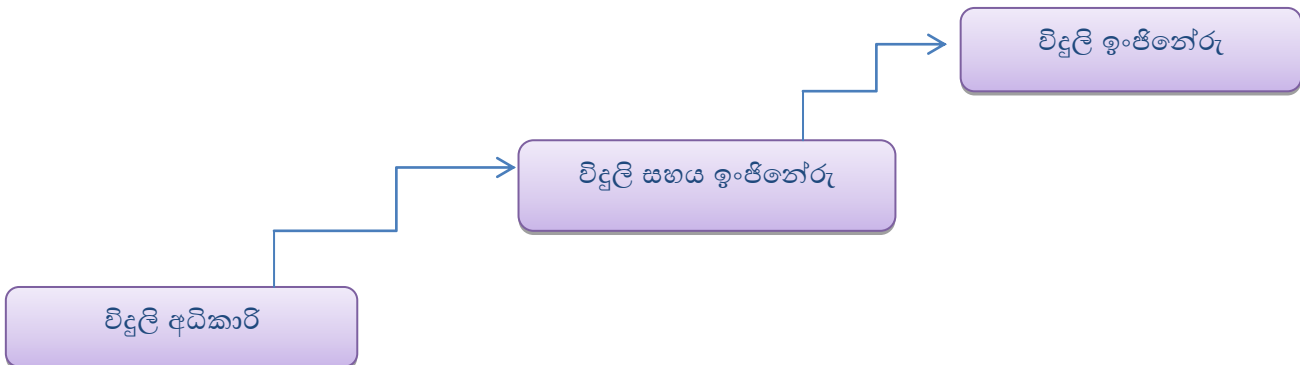 විදුලි ඉංජිනේරු
විදුලි සහය ඉංජිනේරු
විදුලි අධිකාරි